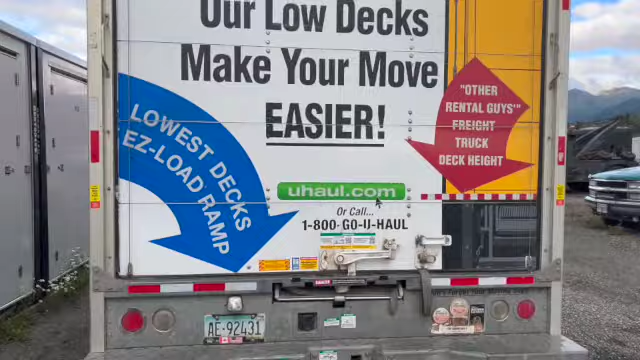 Our Low Decks
Make Your Move
EASIER!
LOWEST DECKS
EZ-LOAD RAMP
"OTHER
RENTAL GUYS'"
FREIGHT
TRUCK
DECK HEIGHT
uhaul.com
Or Call...
1-800-GO-U-HAUL
AE-92431